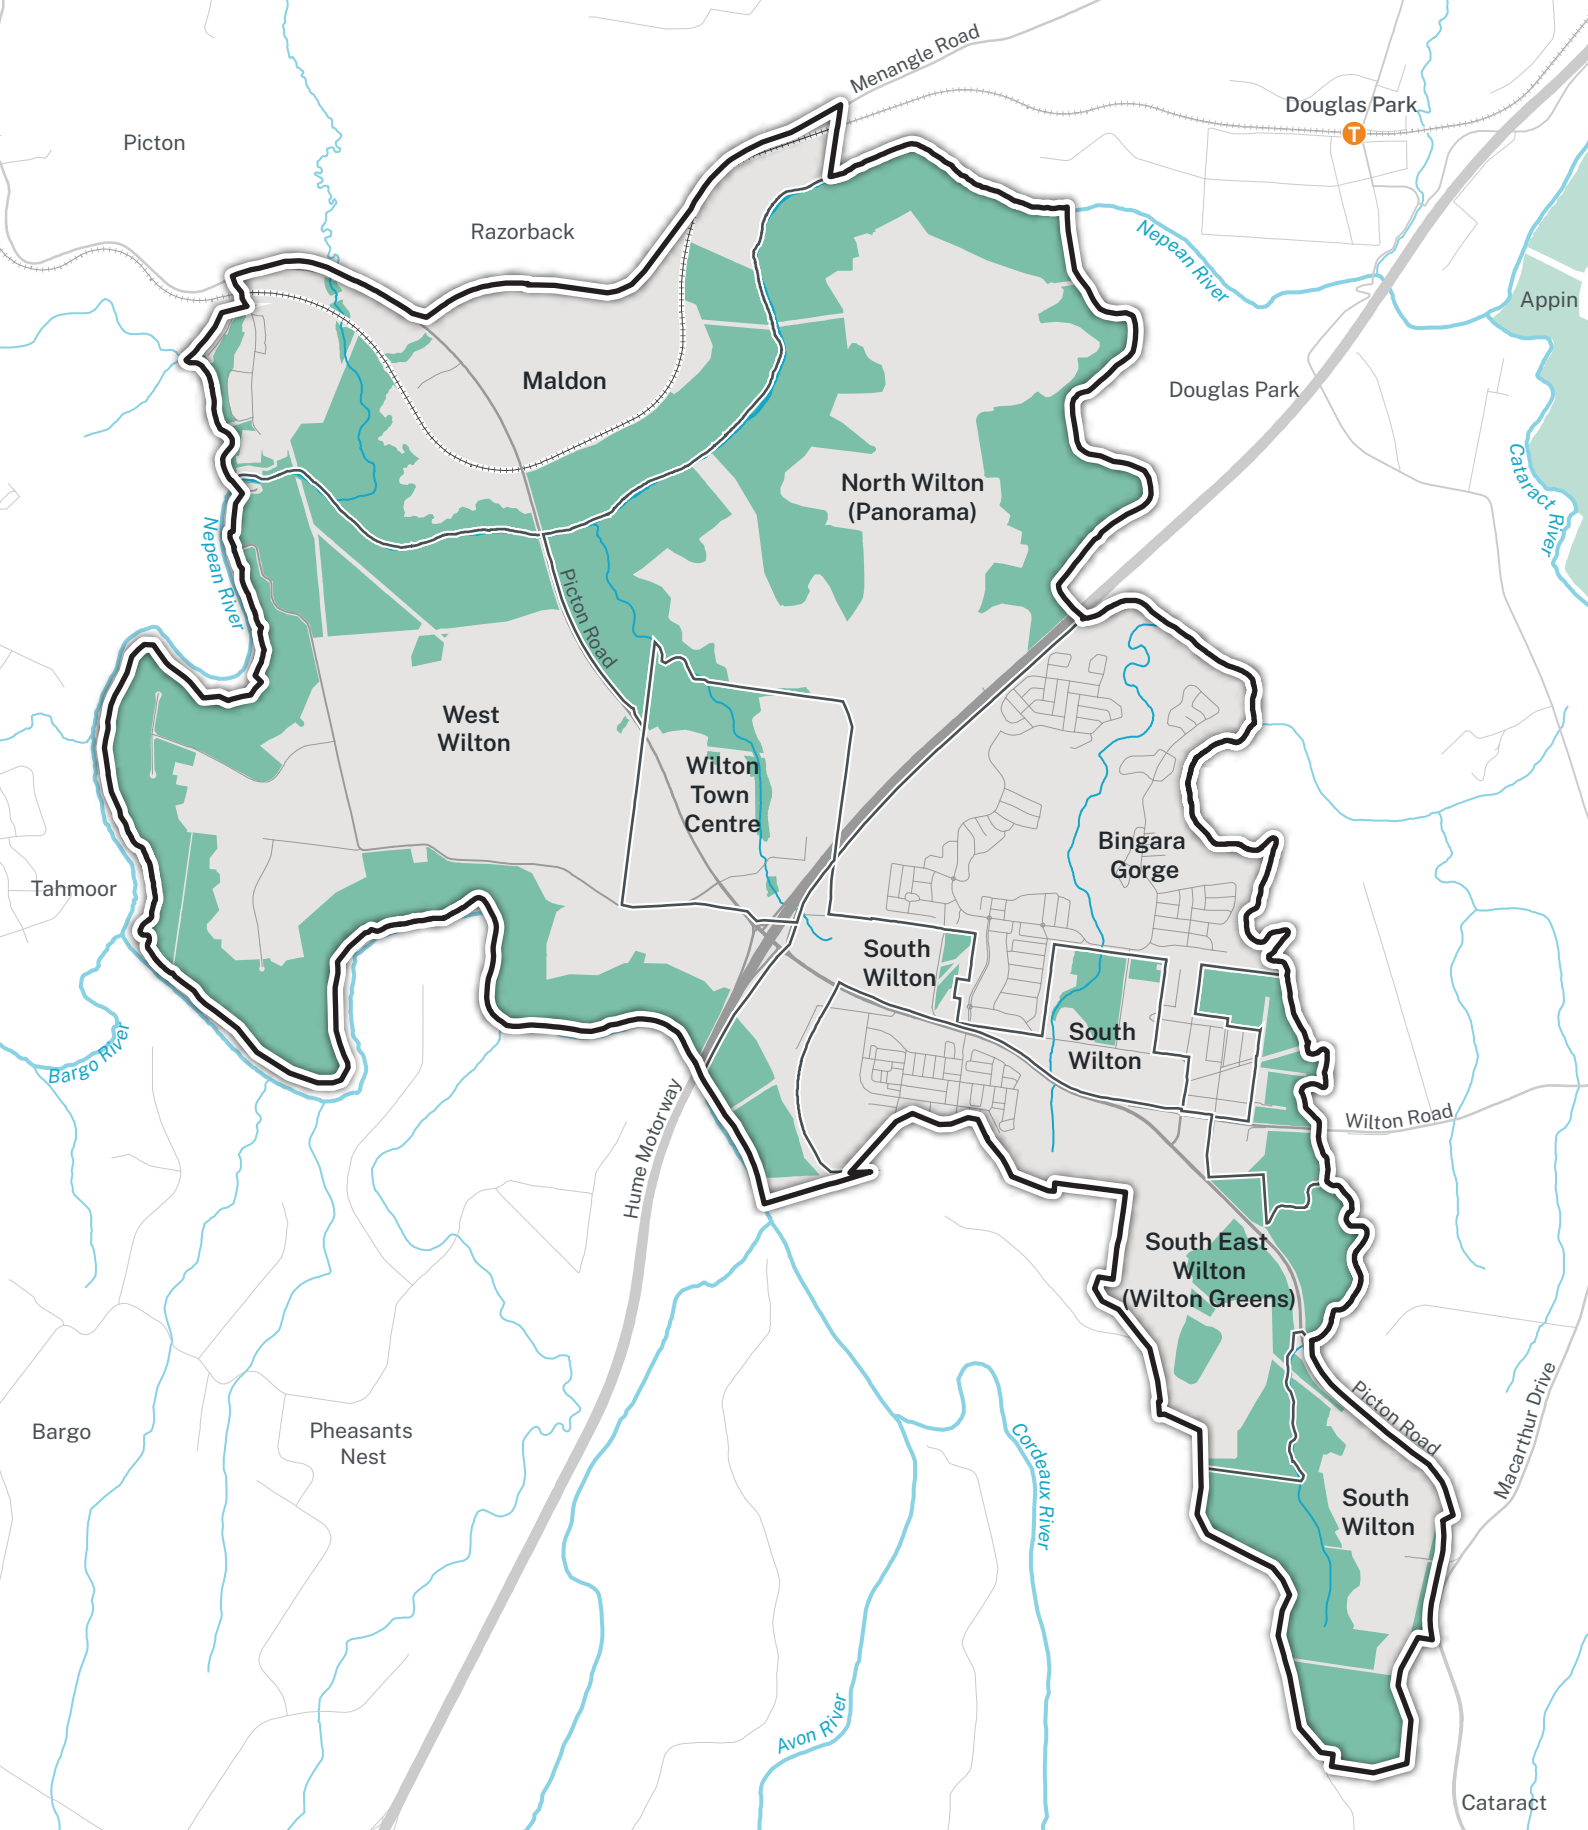 Menangle Road
Douglas Park
T
Picton
Razorback
Nepean River
Appin
Maldon
Douglas Park
North Wilton
(Panorama)
Cataract River
Nepean River
Picton Road
West
Wilton
Wilton
Town
Centre
Bingara
Gorge
Tahmoor
South
Wilton
South
Wilton
Bargo River
Hume Motorway
Wilton Road
South East
Wilton
(Wilton Greens)
Picton Road
Macarthur Drive
Bargo
Pheasants
Nest
Cordeaux River
South
Wilton
Avon River
Cataract